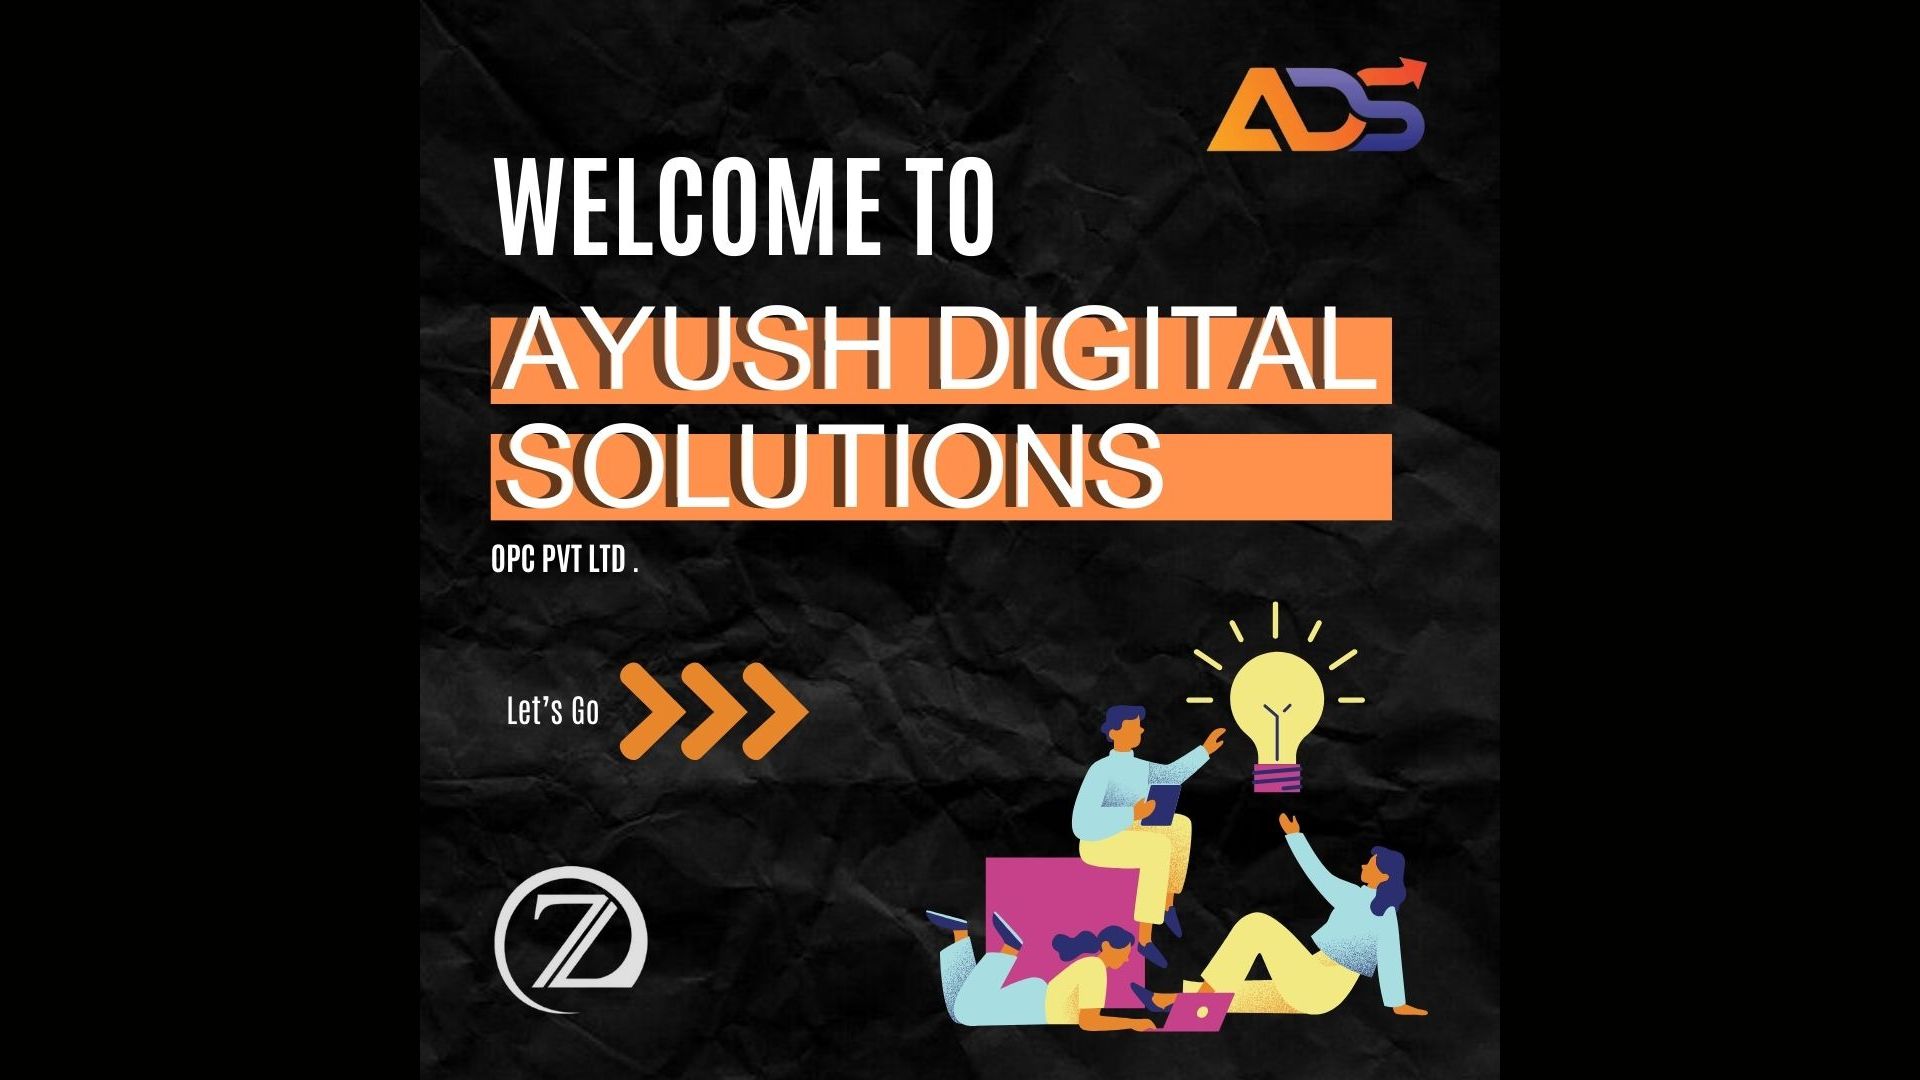 ADS
WELCOME TO
AYUSH DIGITAL
SOLUTIONS
OPC PVT LTD .
Let's Go
Z